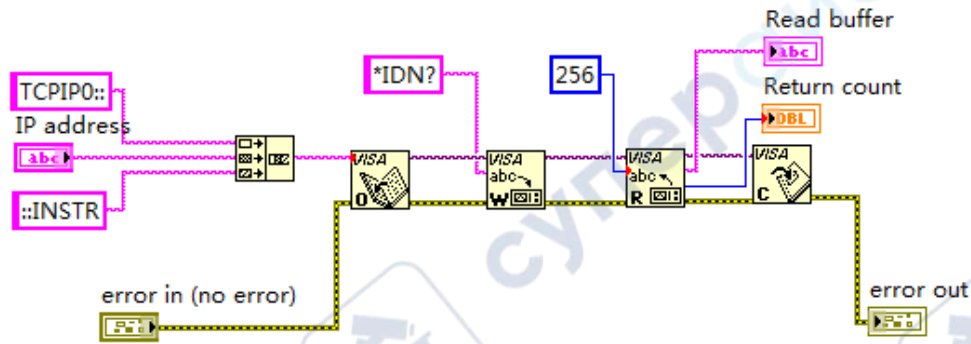 Read buffer
abc
*IDN?
256
TCPIP0::
Return count
DBL
IP address
abc
VISA
O
VISA
abc
W
VISA
abc
R
VISA
C
::INSTR
error in (no error)
error out